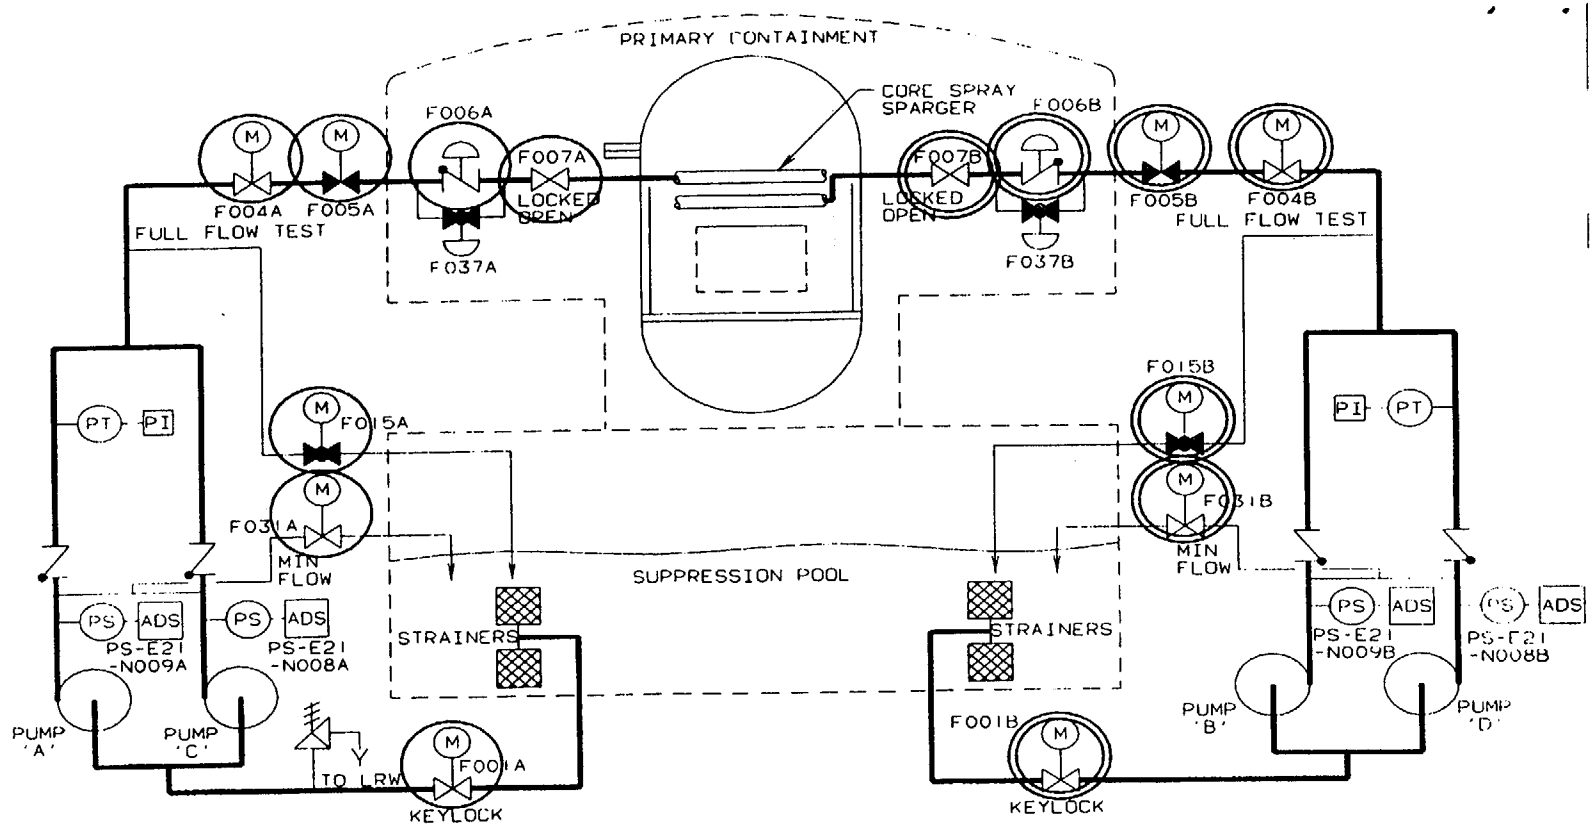 PRIMARY CONTAINMENT
CORE SPRAY
SPARGER
F006A
F006B
M
M
M
M
F007A
F007B
LOCKED
OPEN
LOCKED
OPEN
F004A
F005A
F005B
F004B
FULL FLOW TEST
FULL FLOW TEST
F037A
F037B
F015A
M
F015B
M
PT
PI
PI
PT
M
F031A
M
F031B
MIN
FLOW
MIN
FLOW
SUPPRESSION POOL
PS
ADS
PS
ADS
PS
ADS
PS
ADS
PS-E21
-N009A
PS-E21
-N008A
STRAINERS
STRAINERS
PS-E21
-N009B
PS-E21
-N008B
PUMP
'A'
PUMP
'C'
PUMP
'B'
PUMP
'D'
TO LRW
M
F001A
KEYLOCK
F001B
M
KEYLOCK